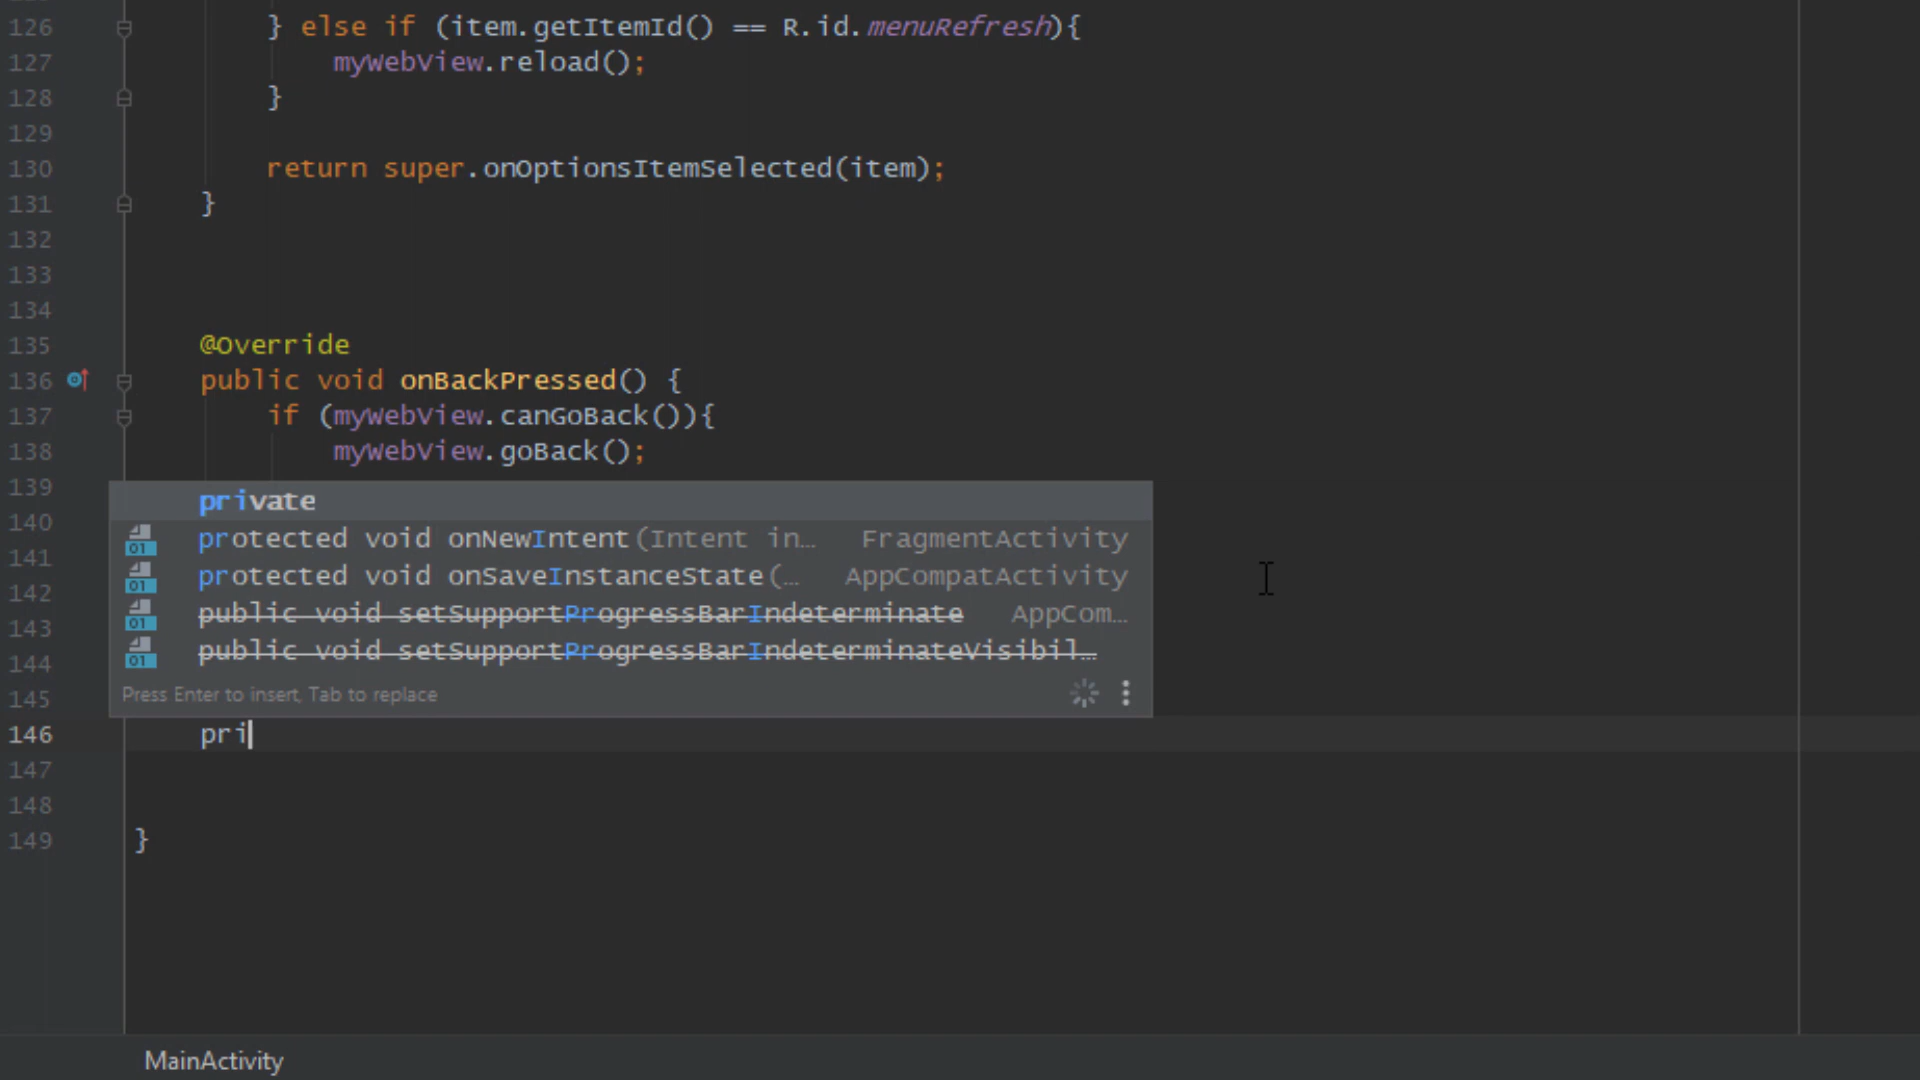 126 } else if (item.getItemId() == R.id.menuRefresh){
127 myWebView.reload();
128 }
129
130 return super.onOptionsItemSelected(item);
131 }
132
133
134
135 @Override
136 public void onBackPressed() {
137 if (myWebView.canGoBack()){
138 myWebView.goBack();
139
private
140
protected void onNewIntent(Intent in… FragmentActivity
141
protected void onSaveInstanceState(… AppCompatActivity
142
public void setSupportProgressBarIndeterminate AppCom…
143
public void setSupportProgressBarIndeterminateVisibil…
144
Press Enter to insert, Tab to replace
145
146 pri
147
148
149 }
MainActivity